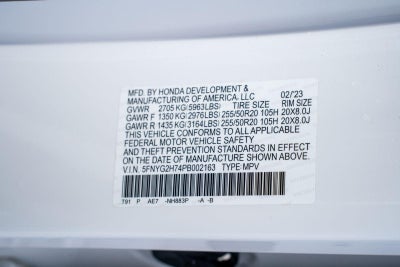 MFD. BY HONDA DEVELOPMENT &
MANUFACTURING OF AMERICA, LLC 02/'23
GVWR 2705 KG(5963LBS) TIRE SIZE RIM SIZE
GAWR F 1350 KG(2976LBS) 255/50R20 105H 20X8.0J
GAWR R 1435 KG(3164LBS) 255/50R20 105H 20X8.0J
THIS VEHICLE CONFORMS TO ALL APPLICABLE
FEDERAL MOTOR VEHICLE SAFETY
AND THEFT PREVENTION STANDARDS IN EFFECT
ON THE DATE OF MANUFACTURE SHOWN ABOVE.
V.I.N. 5FNYG2H74PB002163 TYPE:MPV
T91 P AE7 -NH883P -A -B